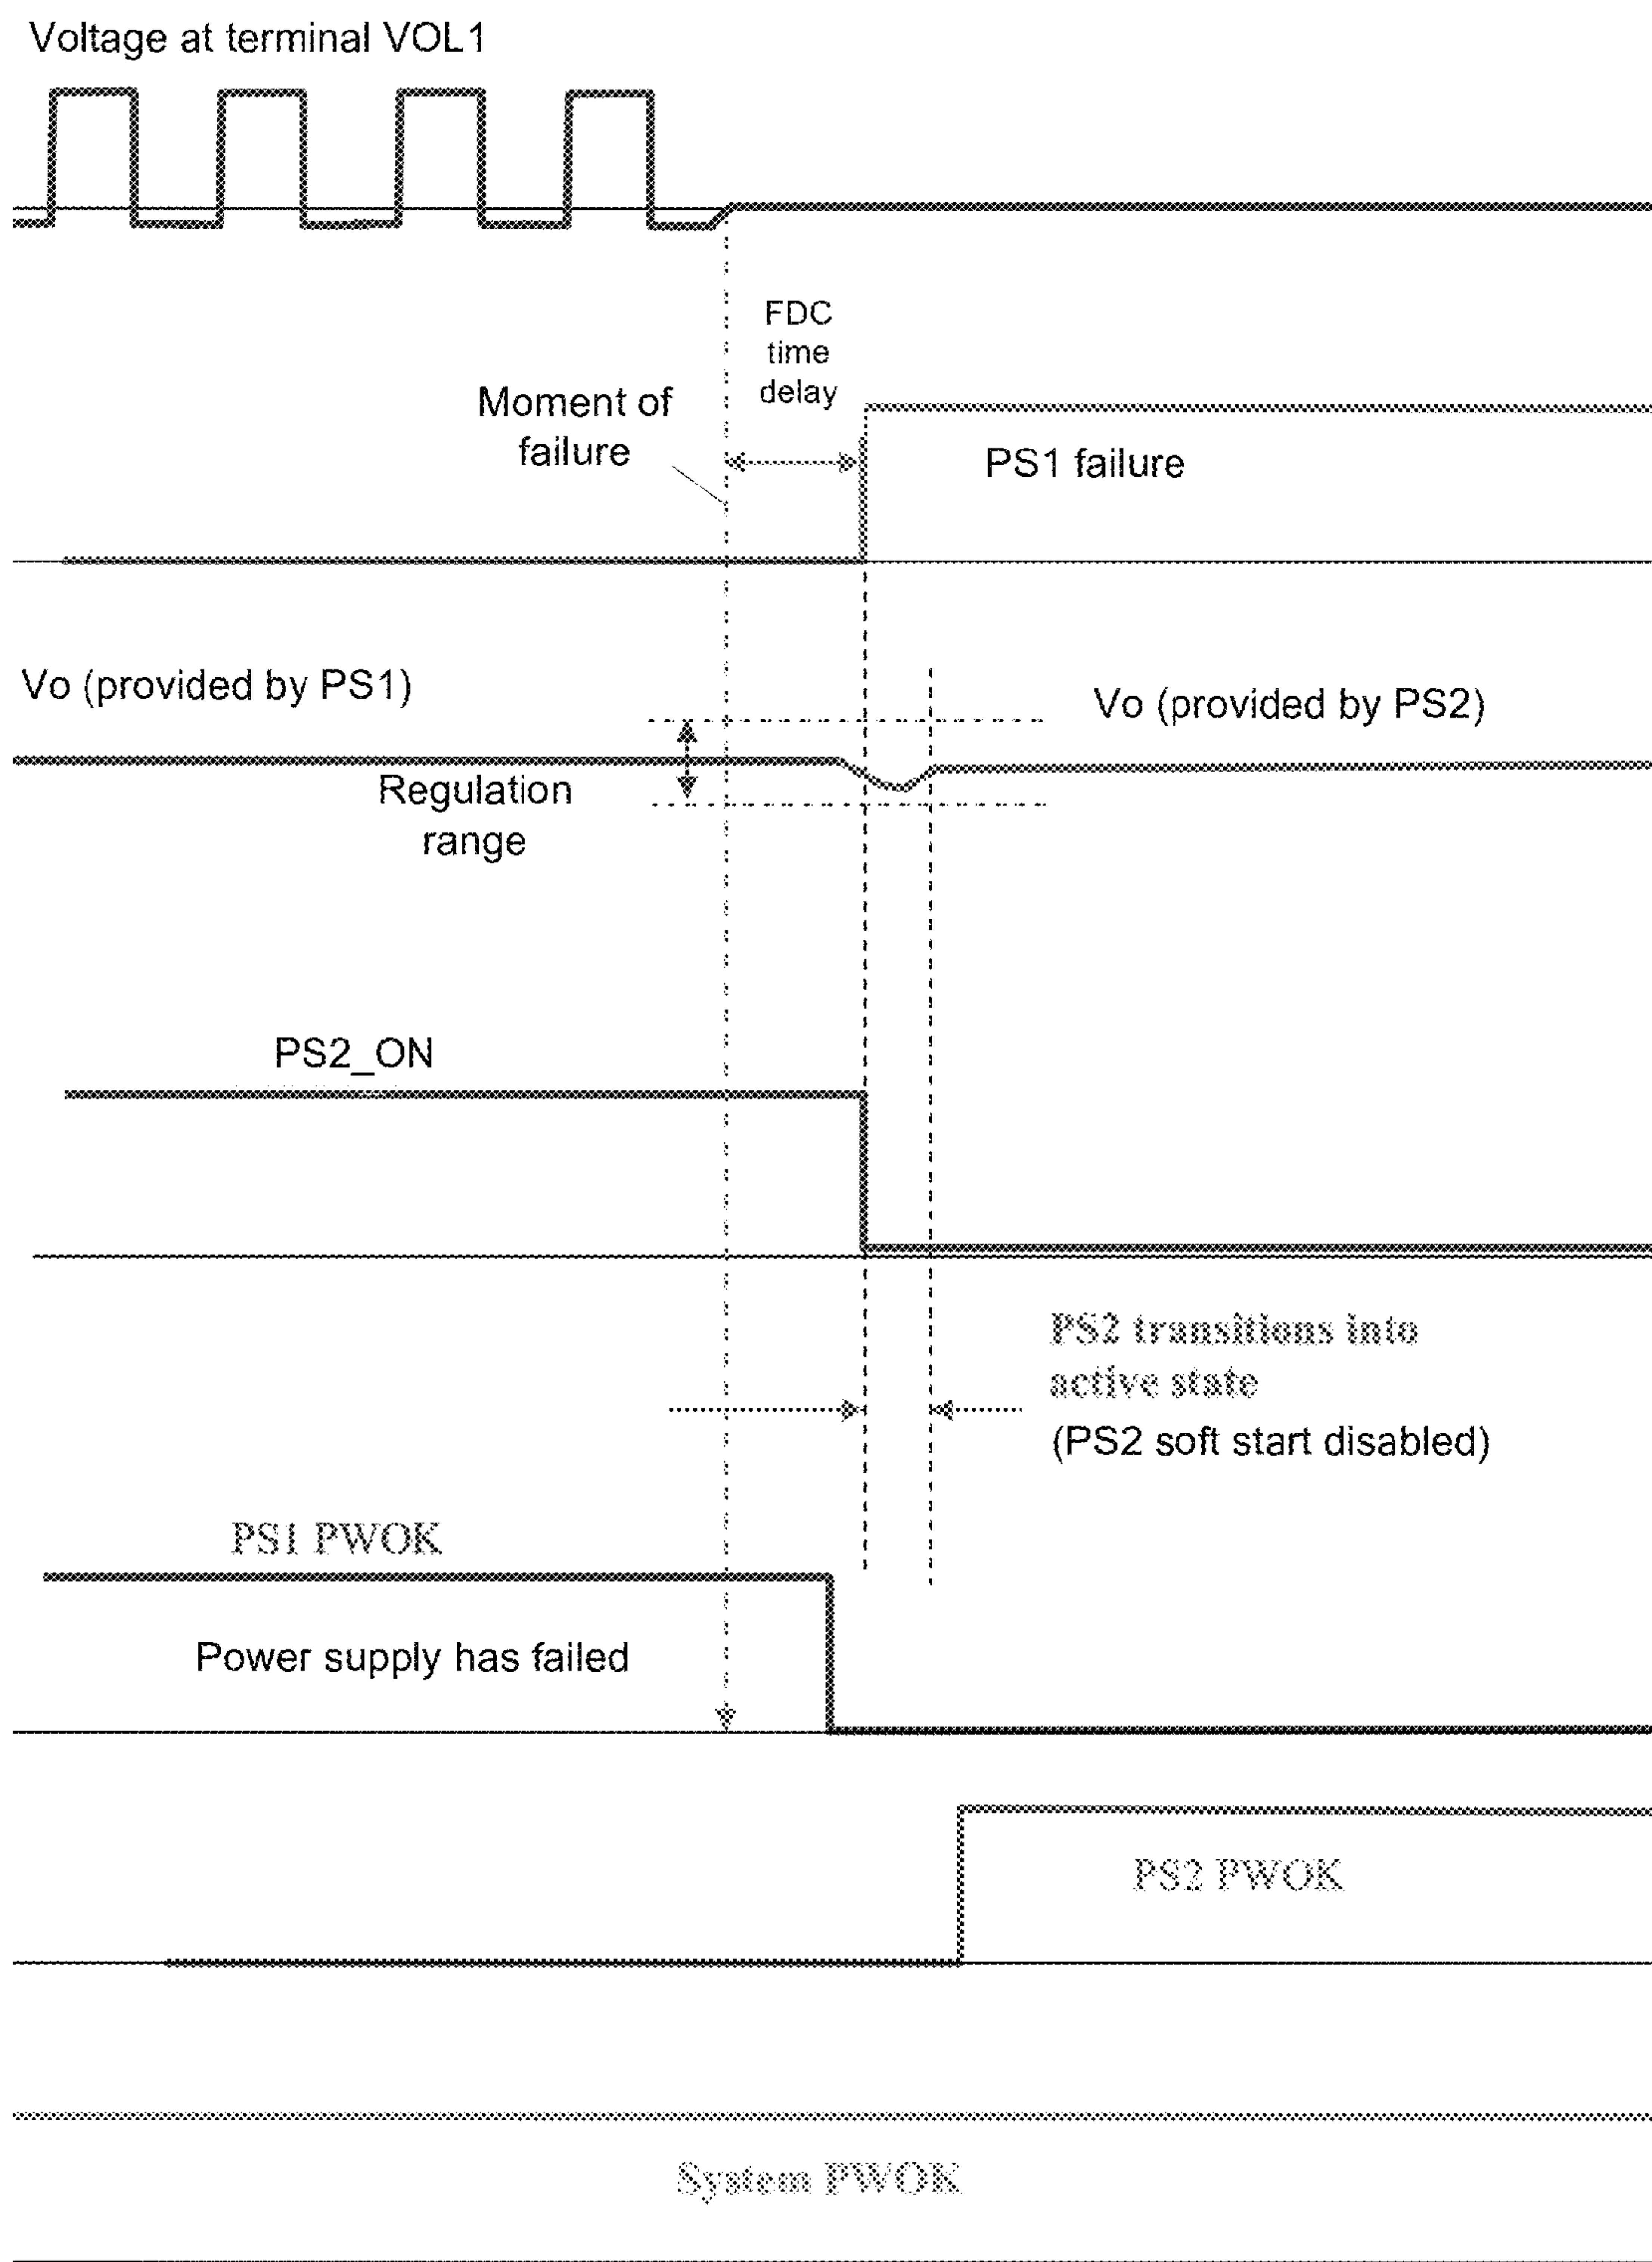 Voltage at terminal VOL1
FDC
time
delay
Moment of
failure
PS1 failure
Vo (provided by PS1)
Vo (provided by PS2)
Regulation
range
PS2_ON
PS2 transitions into
active state
(PS2 soft start disabled)
PS1 PWOK
Power supply has failed
PS2 PWOK
System PWOK